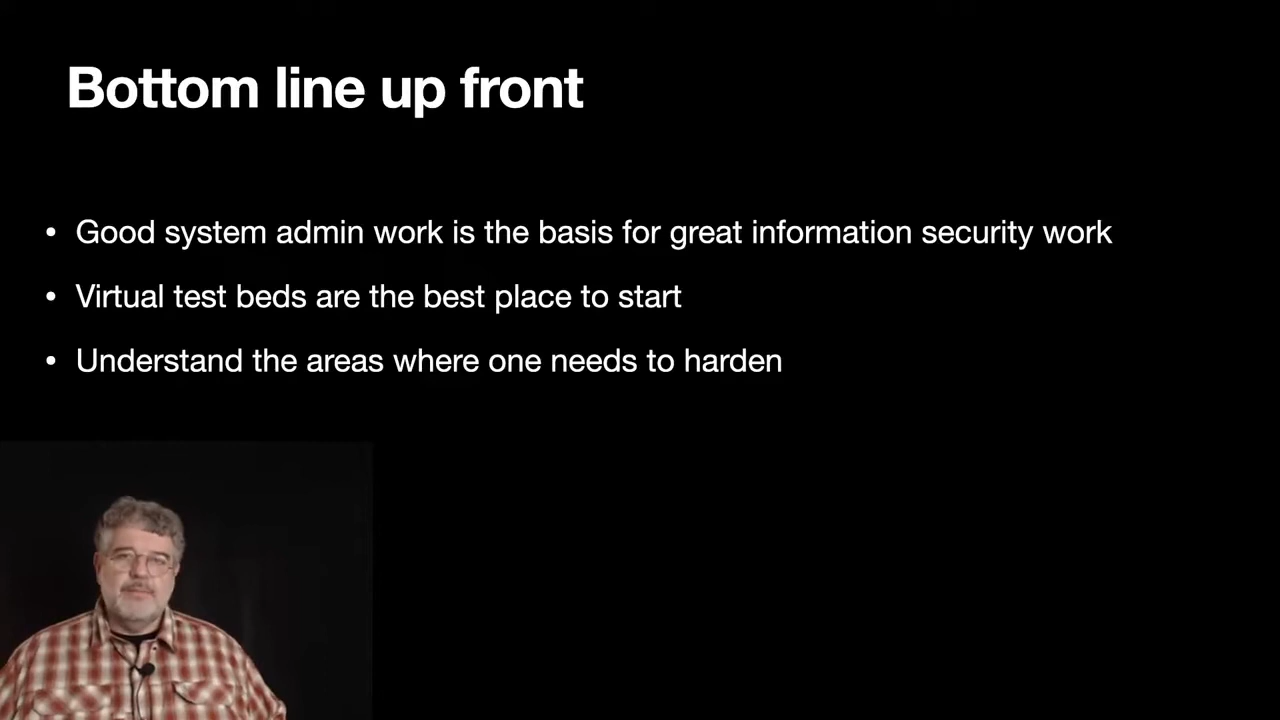 Bottom line up front
• Good system admin work is the basis for great information security work
• Virtual test beds are the best place to start
• Understand the areas where one needs to harden